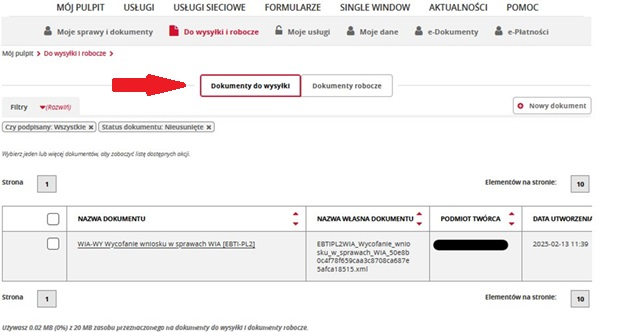 MÓJ PULPIT USŁUGI USŁUGI SIECIOWE FORMULARZE SINGLE WINDOW AKTUALNOŚCI POMOC
Moje sprawy i dokumenty Do wysyłki i robocze Moje usługi Moje dane e-Dokumenty e-Płatności
Mój pulpit > Do wysyłki i robocze >
Dokumenty do wysyłki Dokumenty robocze
Filtry (Rozwiń) Nowy dokument
Czy podpisany: Wszystkie × Status dokumentu: Nieusunięte ×
Wybierz jeden lub więcej dokumentów, aby zobaczyć listę dostępnych akcji.
Strona 1 Elementów na stronie: 10
NAZWA DOKUMENTU NAZWA WŁASNA DOKUMENTU PODMIOT TWÓRCA DATA UTWORZENIA
WIA-WY Wycofanie wniosku w sprawach WIA [EBTI-PL2] EBTIPL2WIA_Wycofanie_wnio 2025-02-13 11:39
sku_w_sprawach_WIA_50e8b
0c4f78f659caa3c8708ca687e
5afca18515.xml
Strona 1 Elementów na stronie: 10
Używasz 0.02 MB (0%) z 20 MB zasobu przeznaczonego na dokumenty do wysyłki i dokumenty robocze.